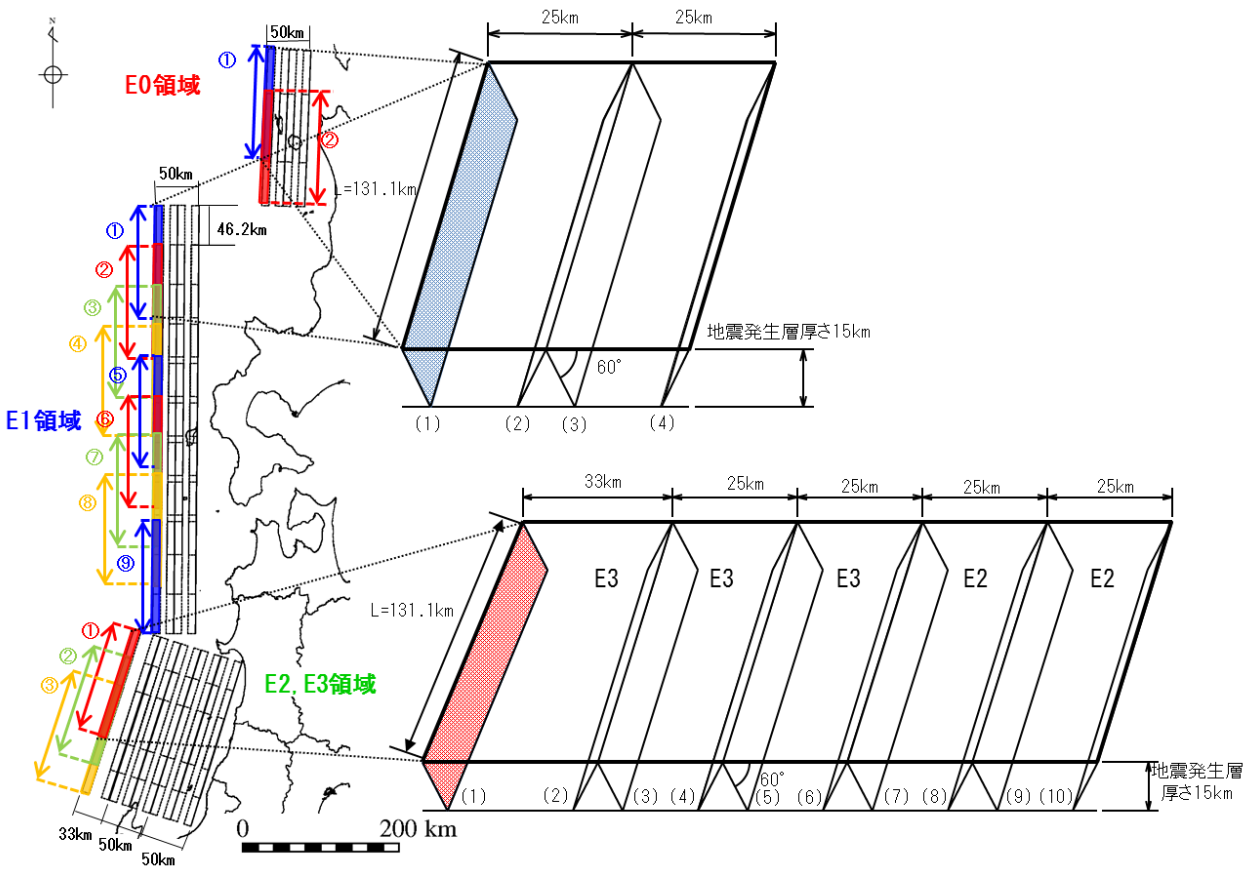 N
50km
①
E0領域
②
25km
25km
L=131.1km
地震発生層厚さ15km
60°
(1)
(2)
(3)
(4)
50km
46.2km
①
②
③
④
⑤
⑥
⑦
⑧
⑨
E1領域
33km
25km
25km
25km
25km
E3
E3
E3
E2
E2
L=131.1km
60°
地震発生層
厚さ15km
(1)
(2)
(3)
(4)
(5)
(6)
(7)
(8)
(9)
(10)
①
②
③
E2, E3領域
33km
50km
50km
0
200 km